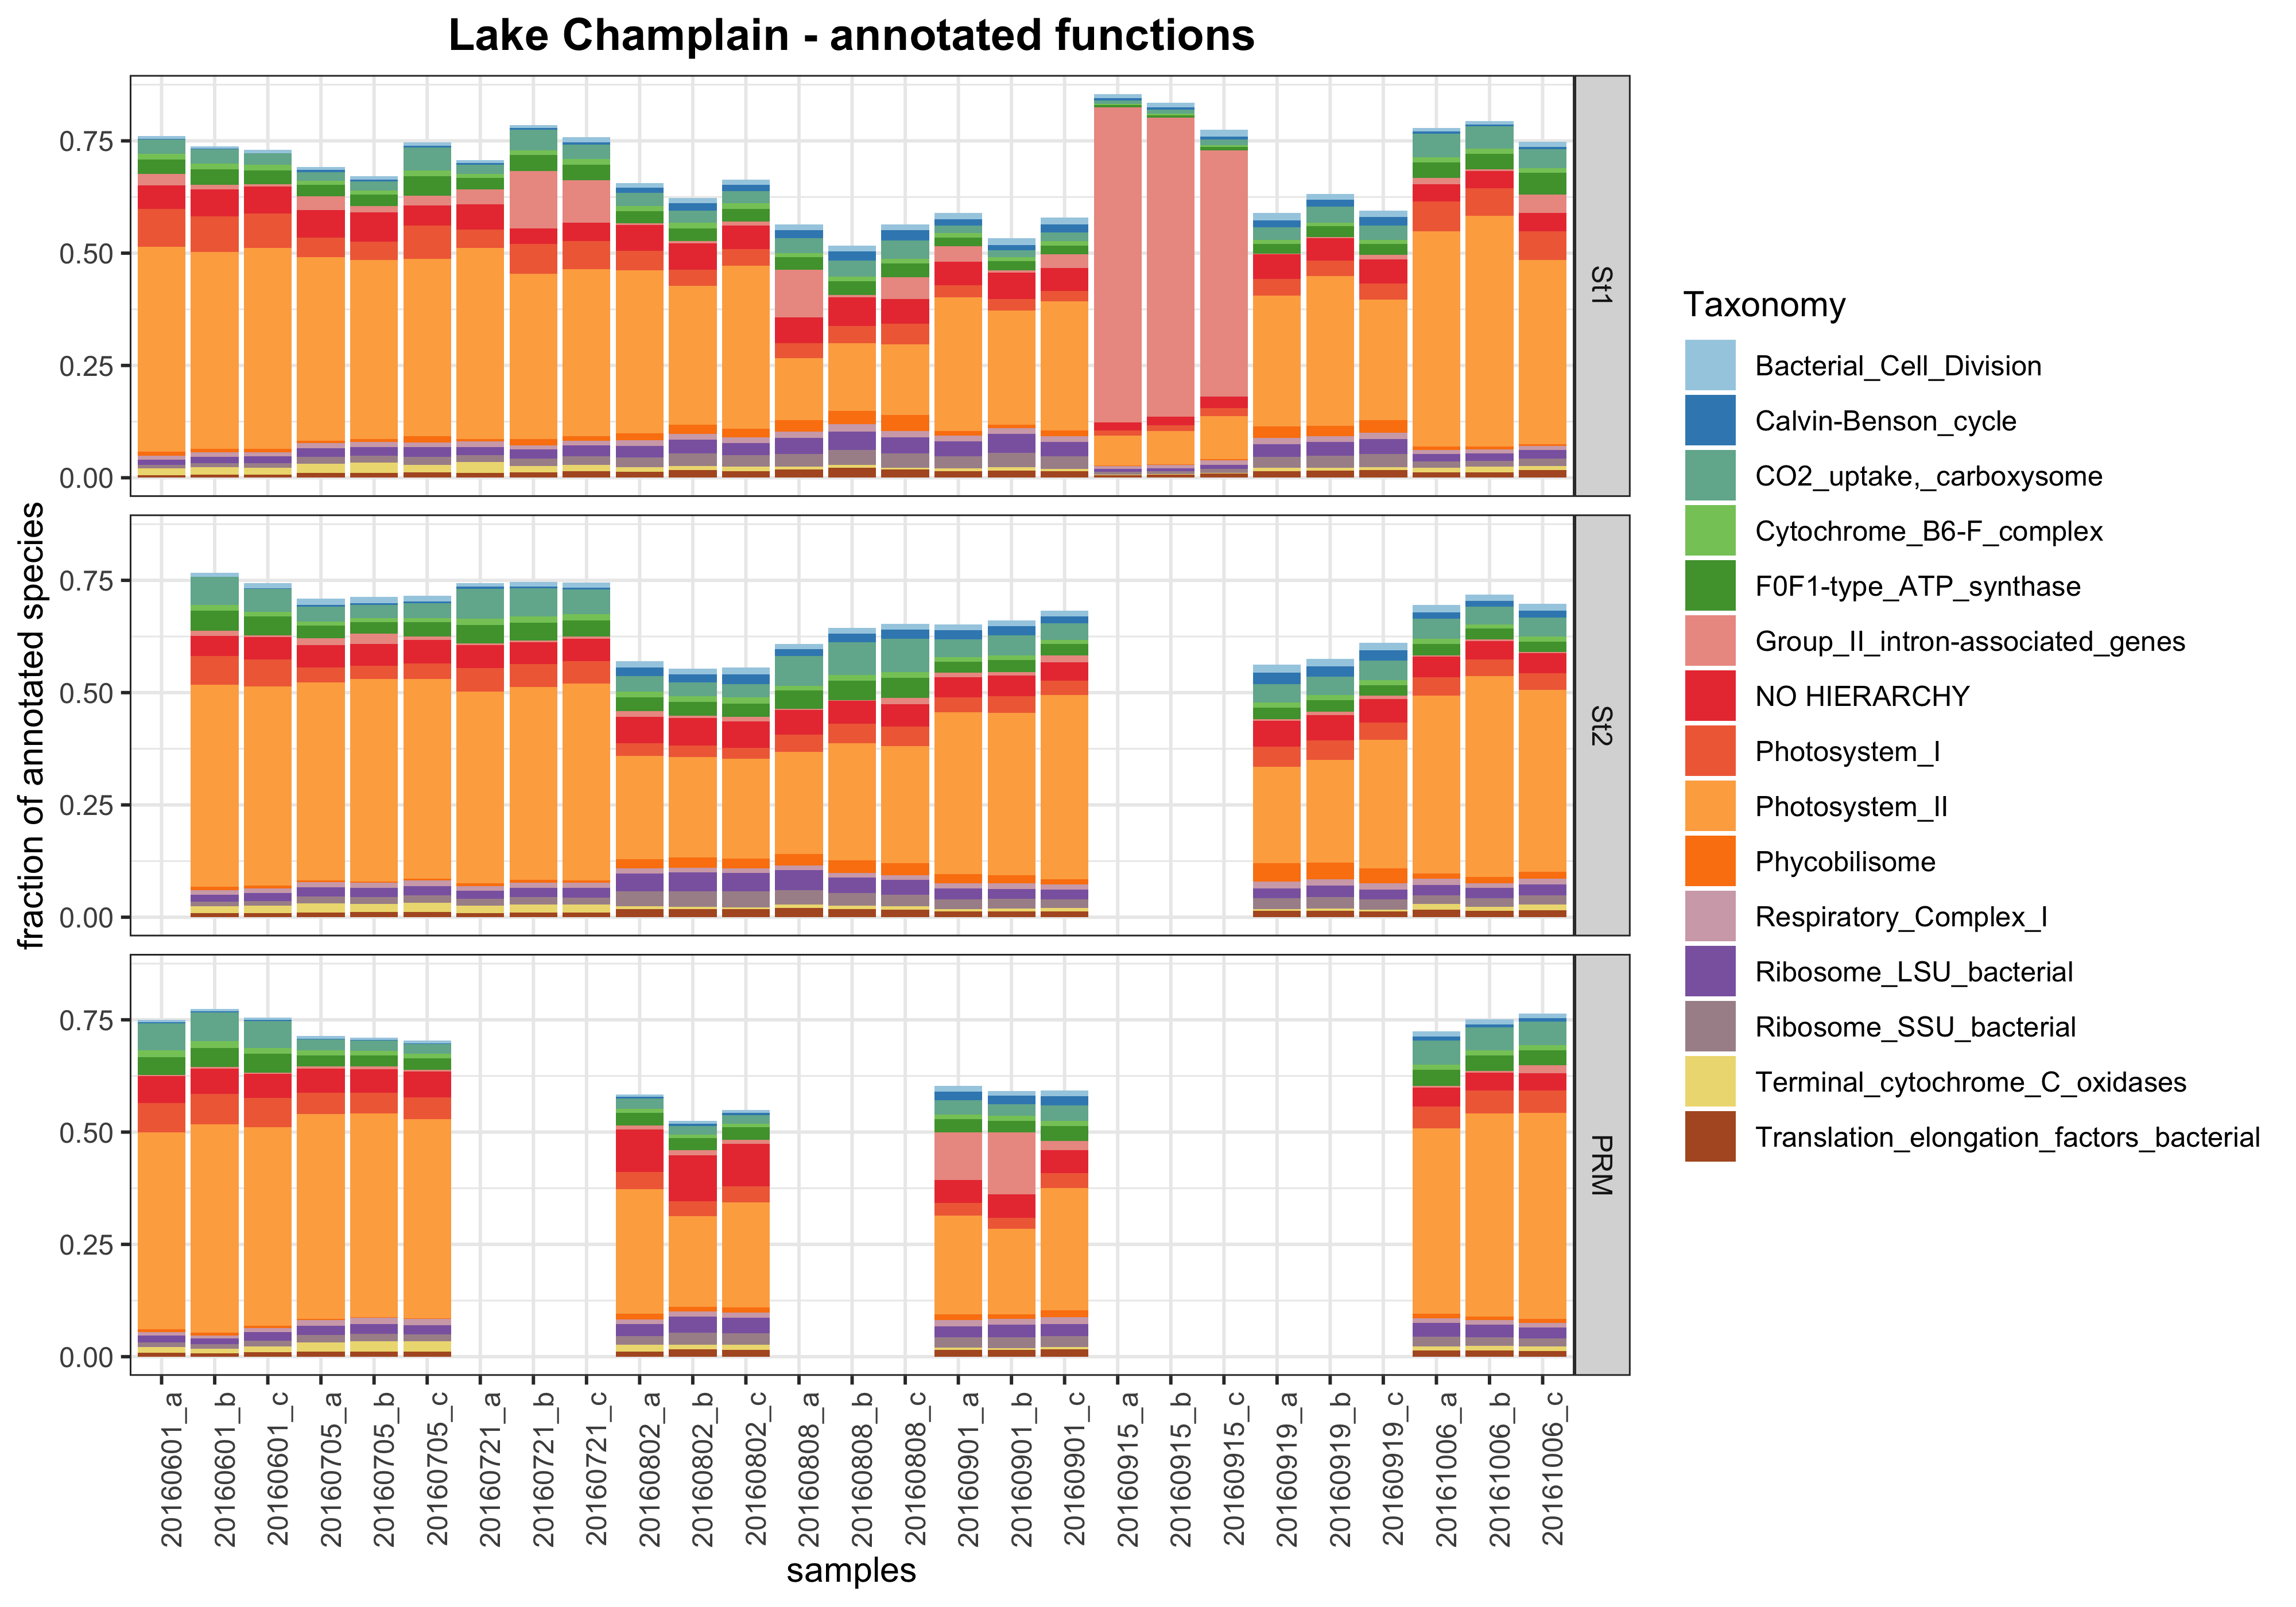 Lake Champlain - annotated functions
fraction of annotated species
0.75
0.50
0.25
0.00
St1
0.75
0.50
0.25
0.00
St2
0.75
0.50
0.25
0.00
PRM
20160601_a
20160601_b
20160601_c
20160705_a
20160705_b
20160705_c
20160721_a
20160721_b
20160721_c
20160802_a
20160802_b
20160802_c
20160808_a
20160808_b
20160808_c
20160901_a
20160901_b
20160901_c
20160915_a
20160915_b
20160915_c
20160919_a
20160919_b
20160919_c
20161006_a
20161006_b
20161006_c
samples
Taxonomy
Bacterial_Cell_Division
Calvin-Benson_cycle
CO2_uptake,_carboxysome
Cytochrome_B6-F_complex
F0F1-type_ATP_synthase
Group_II_intron-associated_genes
NO HIERARCHY
Photosystem_I
Photosystem_II
Phycobilisome
Respiratory_Complex_I
Ribosome_LSU_bacterial
Ribosome_SSU_bacterial
Terminal_cytochrome_C_oxidases
Translation_elongation_factors_bacterial